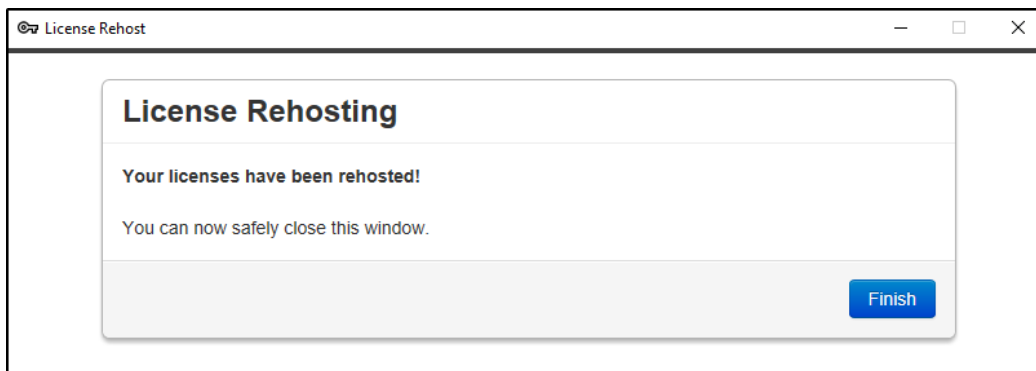 License Rehost
License Rehosting
Your licenses have been rehosted!
You can now safely close this window.
Finish